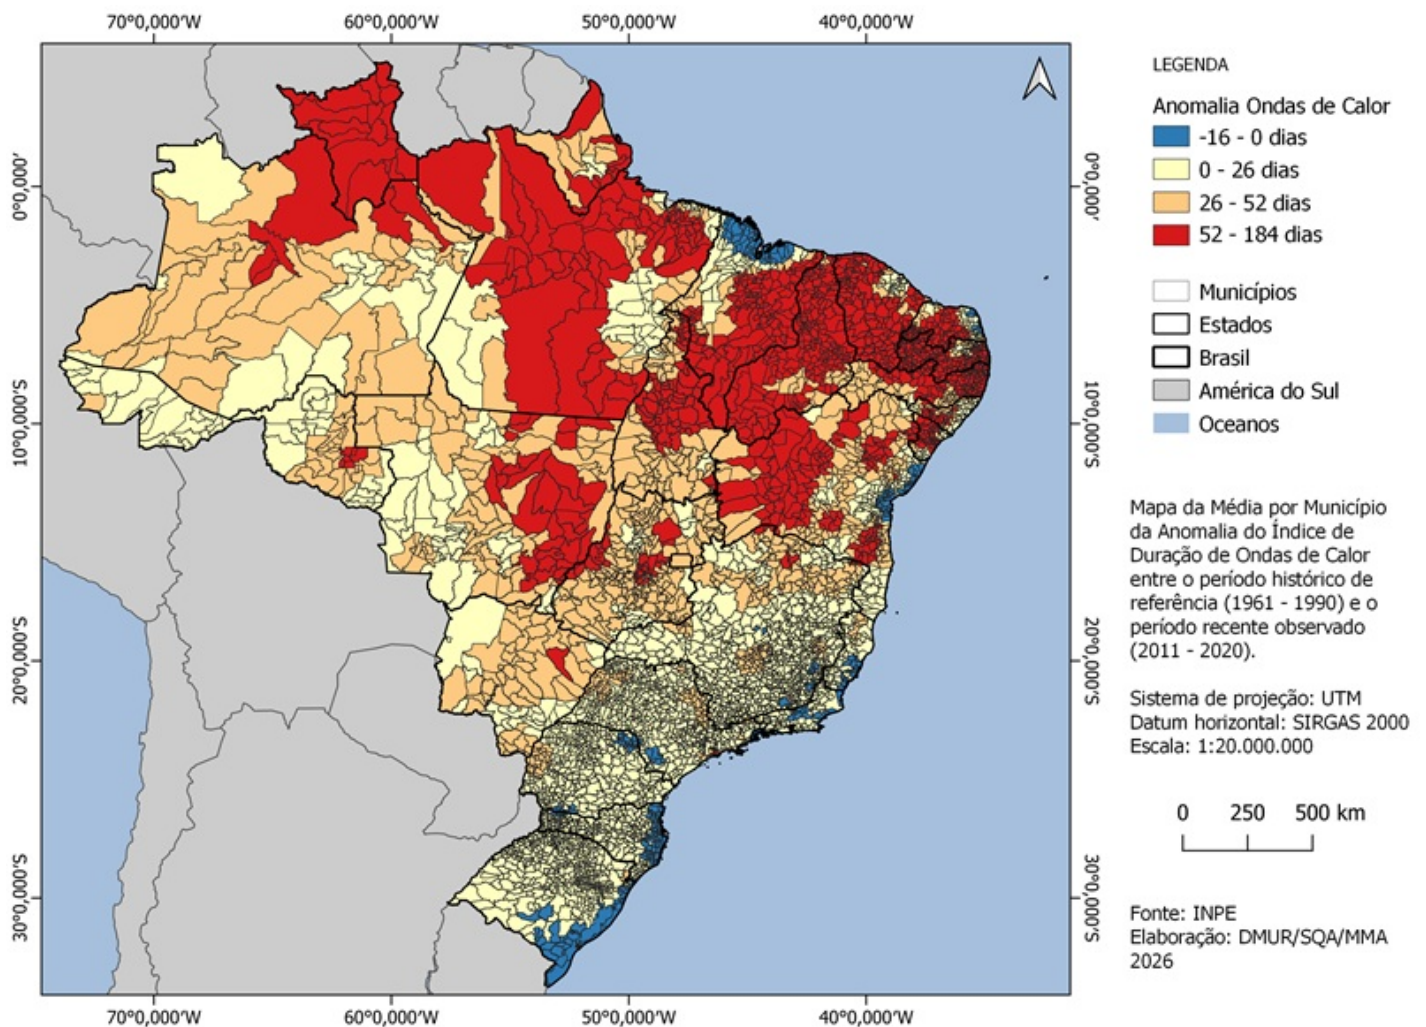 70°0,000'W 60°0,000'W 50°0,000'W 40°0,000'W
0°0,000'
10°0,000'S
20°0,000'S
30°0,000'S
0°0,000'
10°0,000'S
20°0,000'S
30°0,000'S
70°0,000'W 60°0,000'W 50°0,000'W 40°0,000'W
LEGENDA
Anomalia Ondas de Calor
-16 - 0 dias
0 - 26 dias
26 - 52 dias
52 - 184 dias
Municípios
Estados
Brasil
América do Sul
Oceanos
Mapa da Média por Município
da Anomalia do Índice de
Duração de Ondas de Calor
entre o período histórico de
referência (1961 - 1990) e o
período recente observado
(2011 - 2020).
Sistema de projeção: UTM
Datum horizontal: SIRGAS 2000
Escala: 1:20.000.000
0 250 500 km
Fonte: INPE
Elaboração: DMUR/SQA/MMA
2026